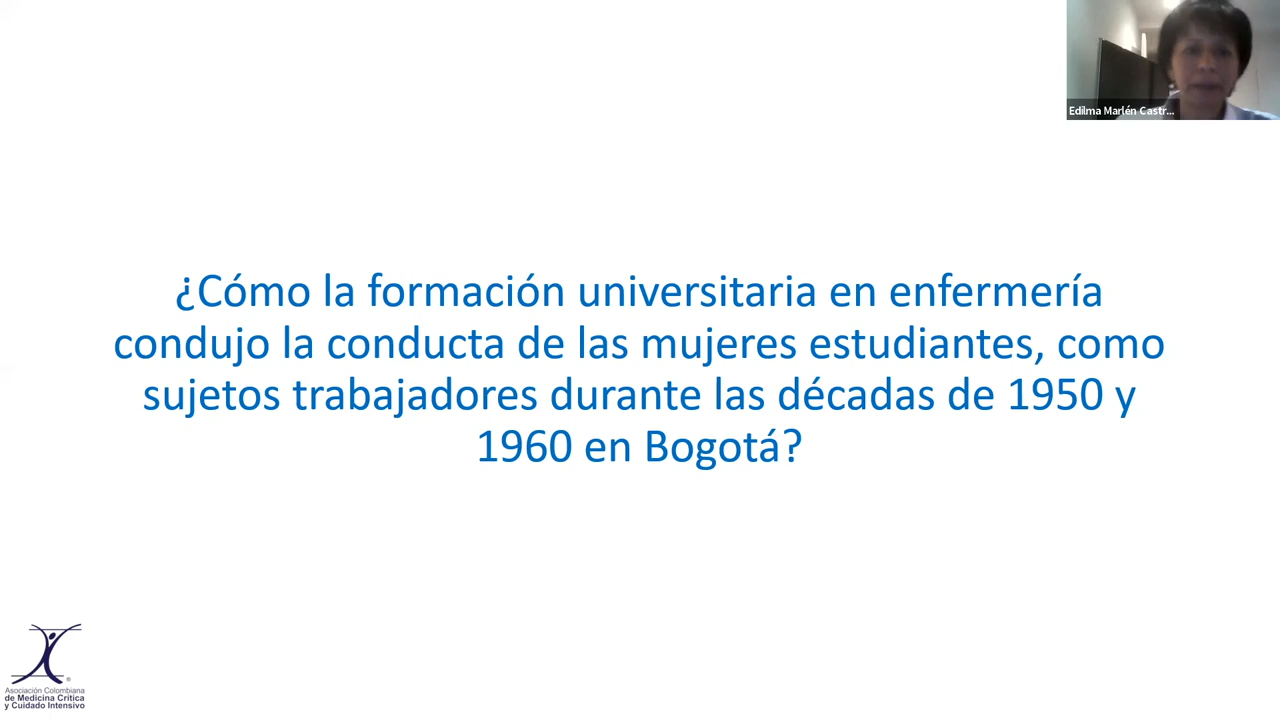 Edilma Marlén Castr...
¿Cómo la formación universitaria en enfermería
condujo la conducta de las mujeres estudiantes, como
sujetos trabajadores durante las décadas de 1950 y
1960 en Bogotá?
®
Asociación Colombiana
de Medicina Crítica
y Cuidado Intensivo